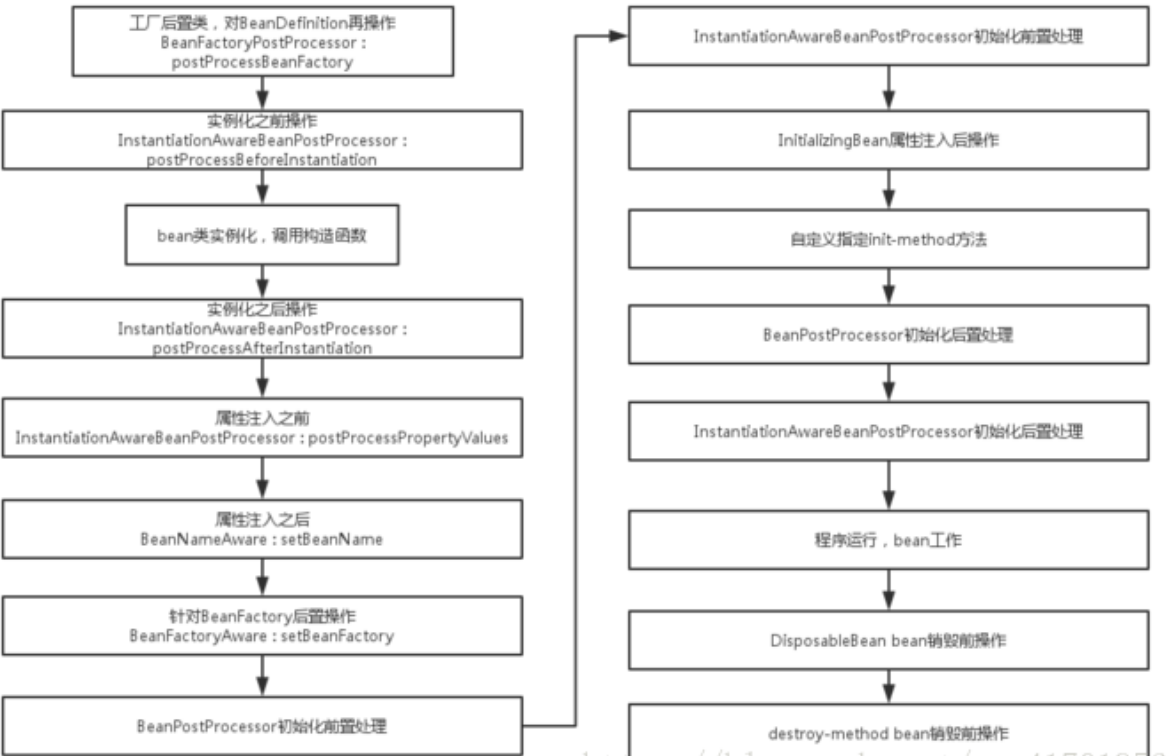 工厂后置类，对BeanDefinition再操作
BeanFactoryPostProcessor：
postProcessBeanFactory
实例化之前操作
InstantiationAwareBeanPostProcessor：
postProcessBeforeInstantiation
bean类实例化，调用构造函数
实例化之后操作
InstantiationAwareBeanPostProcessor：
postProcessAfterInstantiation
属性注入之前
InstantiationAwareBeanPostProcessor：postProcessPropertyValues
属性注入之后
BeanNameAware：setBeanName
针对BeanFactory后置操作
BeanFactoryAware：setBeanFactory
BeanPostProcessor初始化前置处理
InstantiationAwareBeanPostProcessor初始化前置处理
InitializingBean属性注入后操作
自定义指定init-method方法
BeanPostProcessor初始化后置处理
InstantiationAwareBeanPostProcessor初始化后置处理
程序运行，bean工作
DisposableBean bean销毁前操作
destroy-method bean销毁前操作